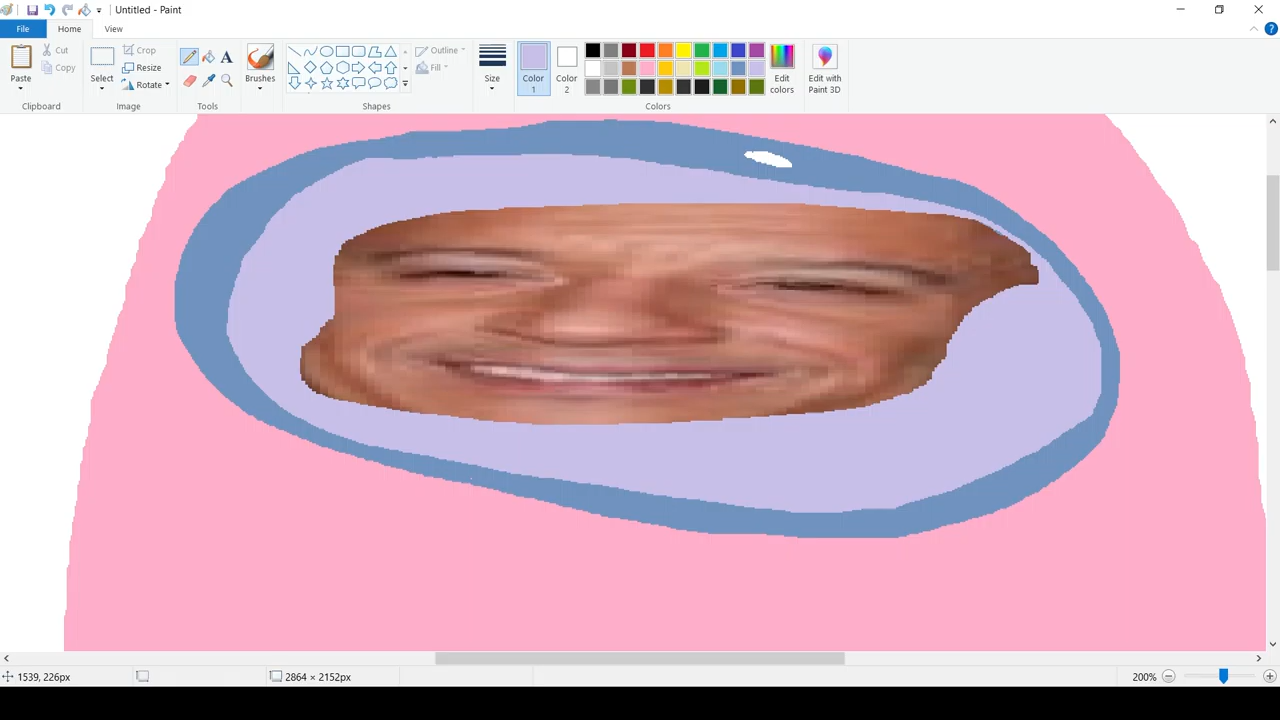 Untitled - Paint
File Home View
Paste
Cut
Copy
Clipboard
Select
Crop
Resize
Rotate
Image
A
Tools
Brushes
Outline
Fill
Shapes
Size
Color 1
Color 2
Edit colors
Colors
Edit with Paint 3D
1539, 226px
2864 × 2152px
200%